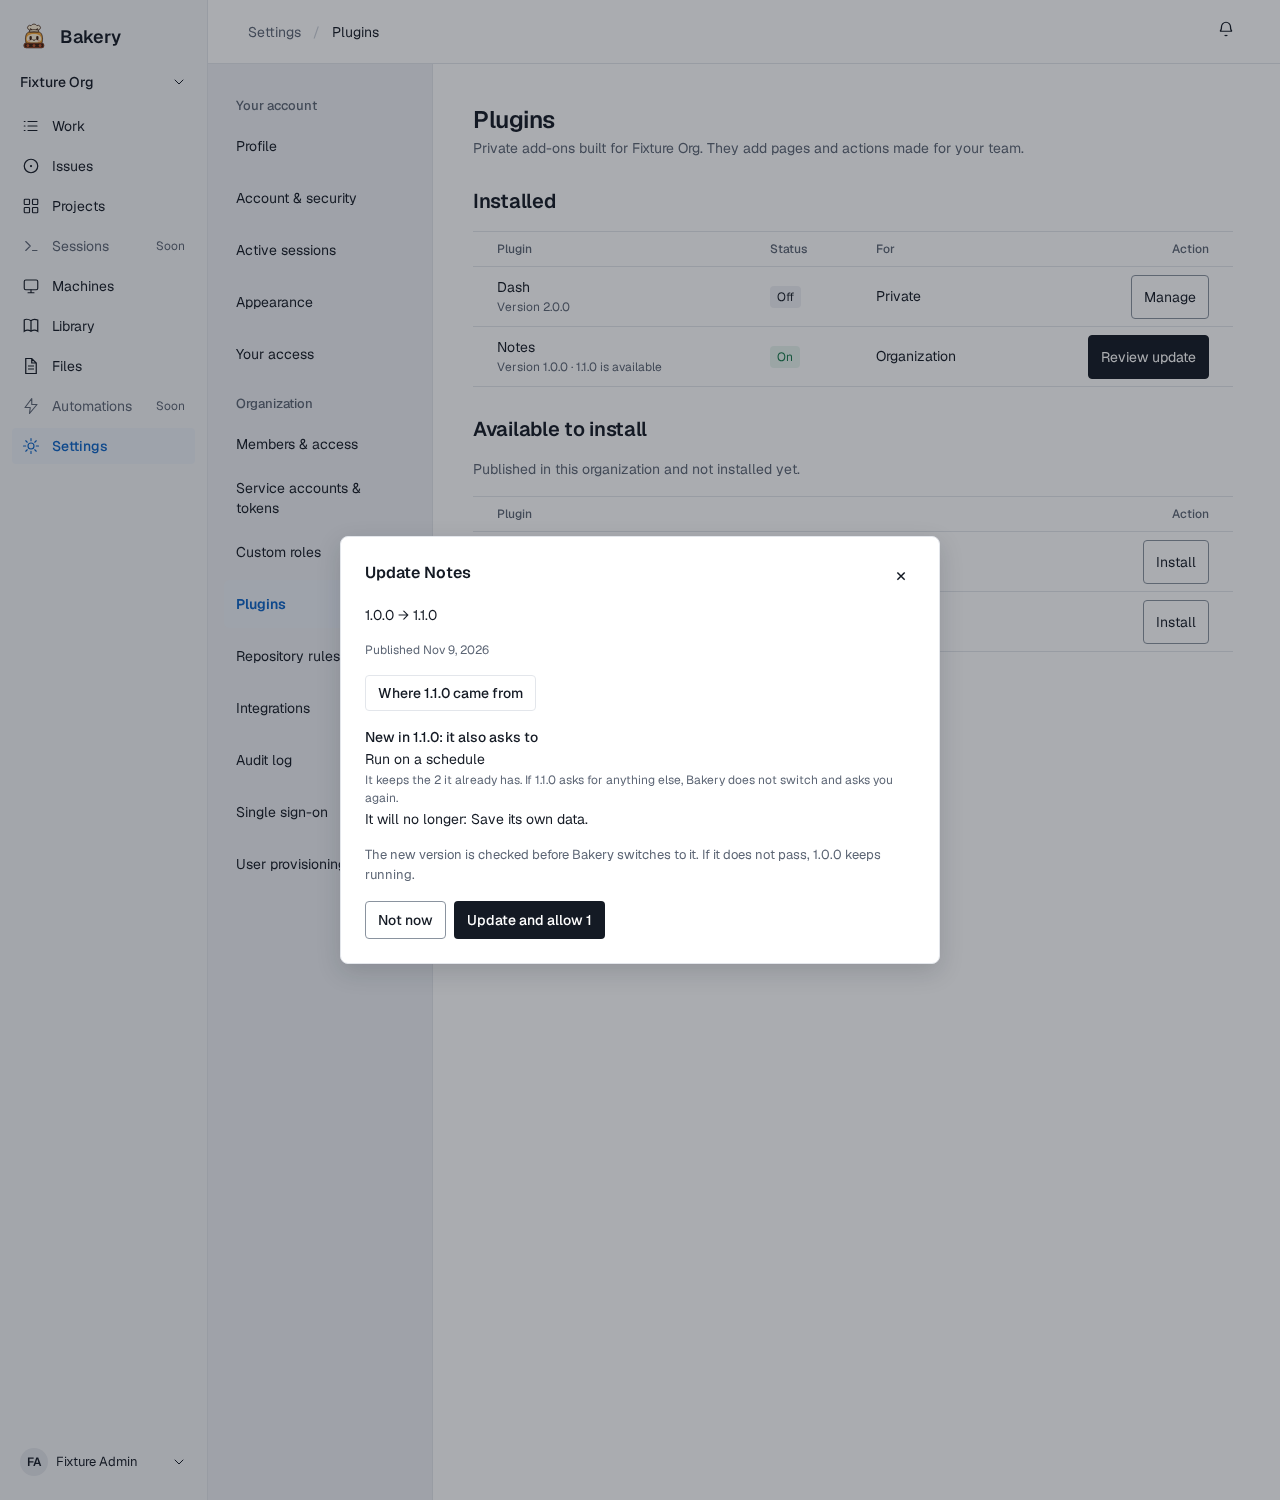 Bakery
Fixture Org
Work
Issues
Projects
Sessions Soon
Machines
Library
Files
Automations Soon
Settings
FA Fixture Admin
Settings / Plugins
Your account
Profile
Account & security
Active sessions
Appearance
Your access
Organization
Members & access
Service accounts &
tokens
Custom roles
Plugins
Repository rules
Integrations
Audit log
Single sign-on
User provisioning
Plugins
Private add-ons built for Fixture Org. They add pages and actions made for your team.
Installed
Plugin Status For Action
Dash
Version 2.0.0
Off Private Manage
Notes
Version 1.0.0 · 1.1.0 is available
On Organization Review update
Available to install
Published in this organization and not installed yet.
Plugin Action
Install
Install
Update Notes
×
1.0.0 → 1.1.0
Published Nov 9, 2026
Where 1.1.0 came from
New in 1.1.0: it also asks to
Run on a schedule
It keeps the 2 it already has. If 1.1.0 asks for anything else, Bakery does not switch and asks you
again.
It will no longer: Save its own data.
The new version is checked before Bakery switches to it. If it does not pass, 1.0.0 keeps
running.
Not now Update and allow 1